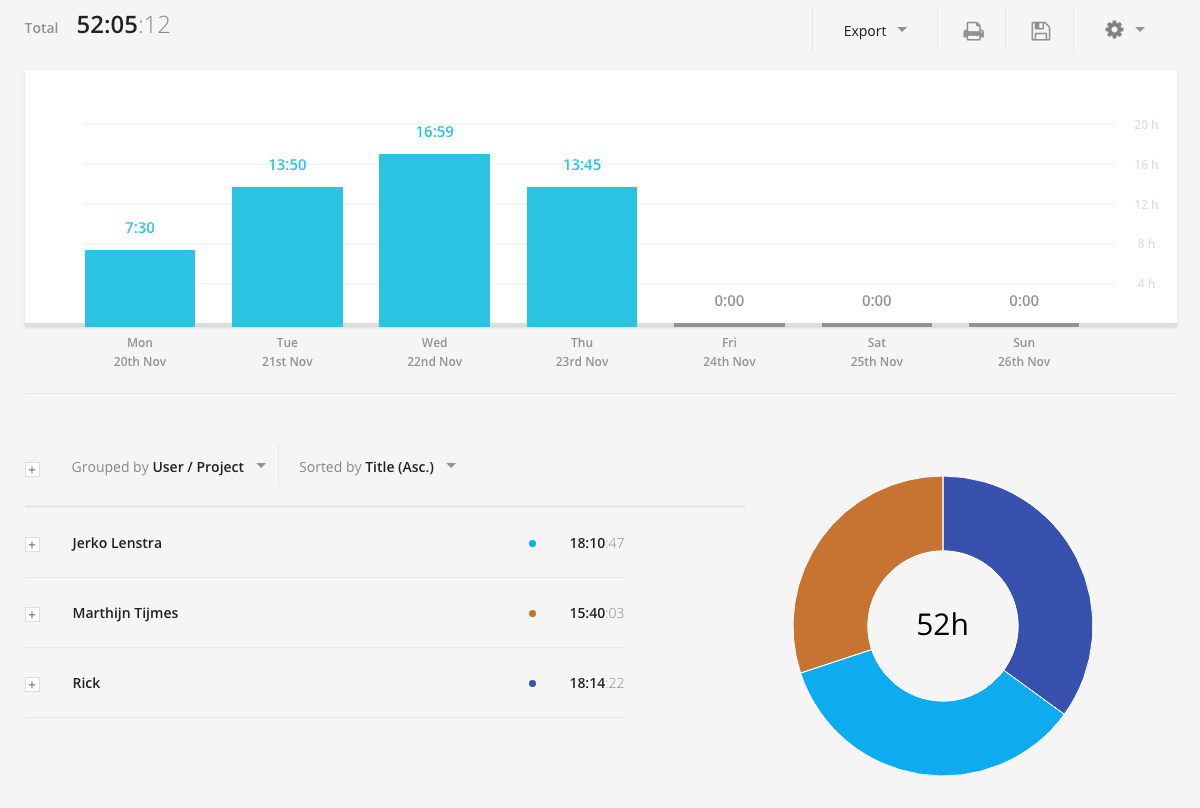 Total 52:05:12
Export
20 h
16:59
16 h
13:50
13:45
12 h
7:30
8 h
4 h
0:00
0:00
0:00
Mon
20th Nov
Tue
21st Nov
Wed
22nd Nov
Thu
23rd Nov
Fri
24th Nov
Sat
25th Nov
Sun
26th Nov
Grouped by User / Project
Sorted by Title (Asc.)
Jerko Lenstra 18:10:47
Marthijn Tijmes 15:40:03
Rick 18:14:22
52h